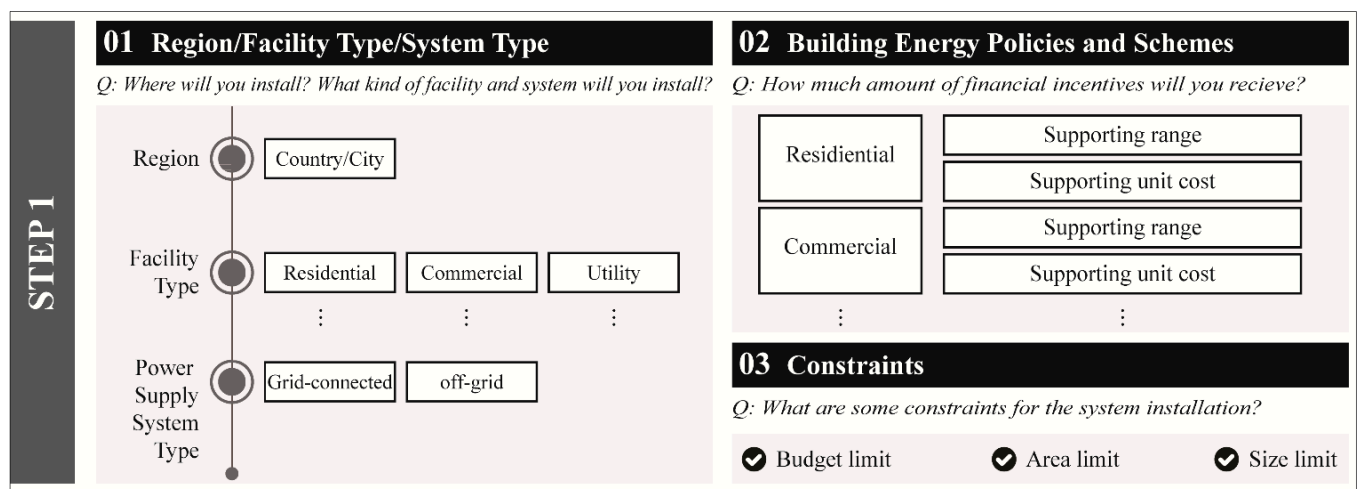 STEP 1
01 Region/Facility Type/System Type
Q: Where will you install? What kind of facility and system will you install?
Region
Country/City
Facility
Type
Residential
Commercial
Utility
⋮
⋮
⋮
Power
Supply
System
Type
Grid-connected
off-grid
02 Building Energy Policies and Schemes
Q: How much amount of financial incentives will you recieve?
Residiential
Supporting range
Supporting unit cost
Commercial
Supporting range
Supporting unit cost
⋮
⋮
03 Constraints
Q: What are some constraints for the system installation?
Budget limit
Area limit
Size limit